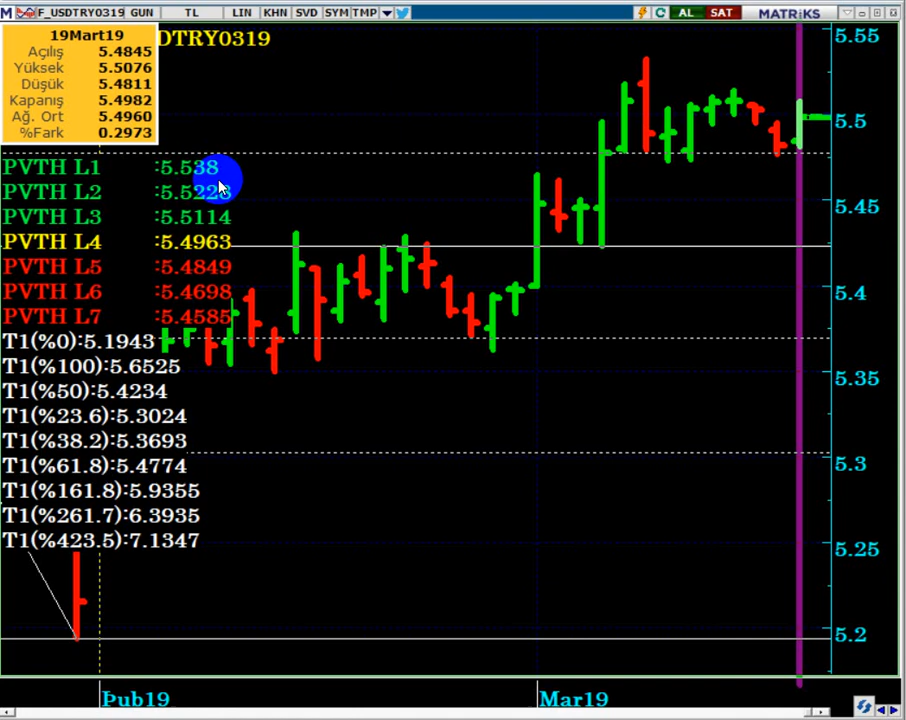 F_USDTRY0319 GUN TL LIN KHN SVD SYM TMP AL SAT MATRiKS
19Mart19
Açılış 5.4845
Yüksek 5.5076
Düşük 5.4811
Kapanış 5.4982
Ağ. Ort 5.4960
%Fark 0.2973
DTRY0319
PVTH L1 :5.538
PVTH L2 :5.5228
PVTH L3 :5.5114
PVTH L4 :5.4963
PVTH L5 :5.4849
PVTH L6 :5.4698
PVTH L7 :5.4585
T1(%0):5.1943
T1(%100):5.6525
T1(%50):5.4234
T1(%23.6):5.3024
T1(%38.2):5.3693
T1(%61.8):5.4774
T1(%161.8):5.9355
T1(%261.7):6.3935
T1(%423.5):7.1347
5.55
5.5
5.45
5.4
5.35
5.3
5.25
5.2
Þub19 Mar19